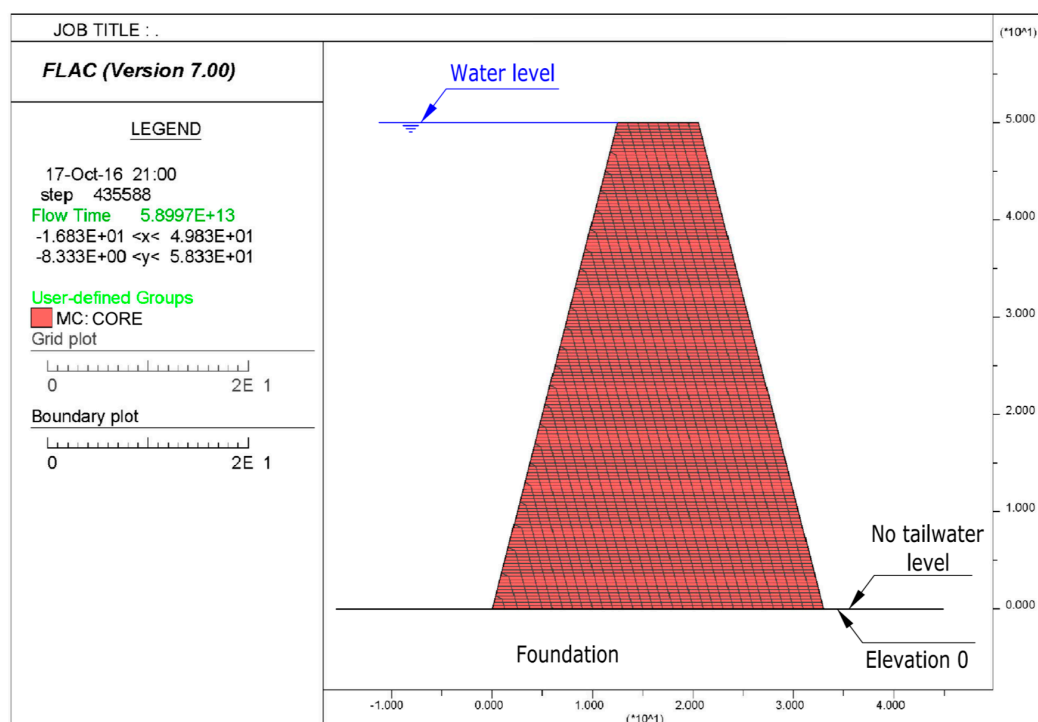 JOB TITLE : .
FLAC (Version 7.00)
LEGEND
17-Oct-16 21:00
step 435588
Flow Time 5.8997E+13
-1.683E+01 <x< 4.983E+01
-8.333E+00 <y< 5.833E+01
User-defined Groups
MC: CORE
Grid plot
0 2E 1
Boundary plot
0 2E 1
Water level
No tailwater
level
Elevation 0
Foundation
(*10^1)
5.000
4.000
3.000
2.000
1.000
0.000
-1.000 0.000 1.000 2.000 3.000 4.000
(*10^1)